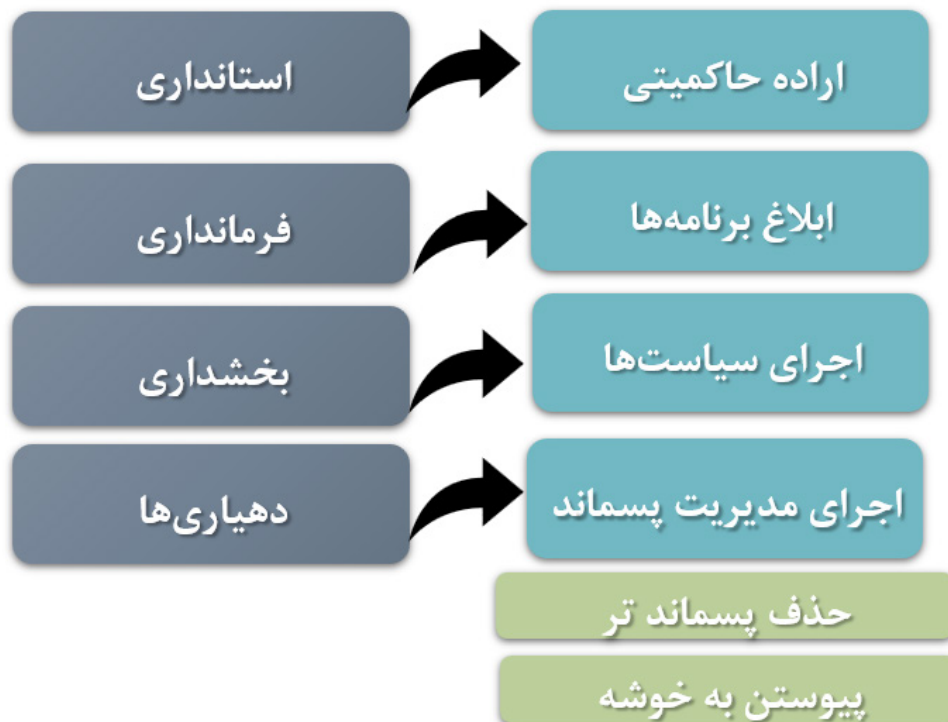 استانداری
اراده حاکمیتی
فرمانداری
ابلاغ برنامه‌ها
بخشداری
اجرای سیاست‌ها
دهیاری‌ها
اجرای مدیریت پسماند
حذف پسماند تر
پیوستن به خوشه